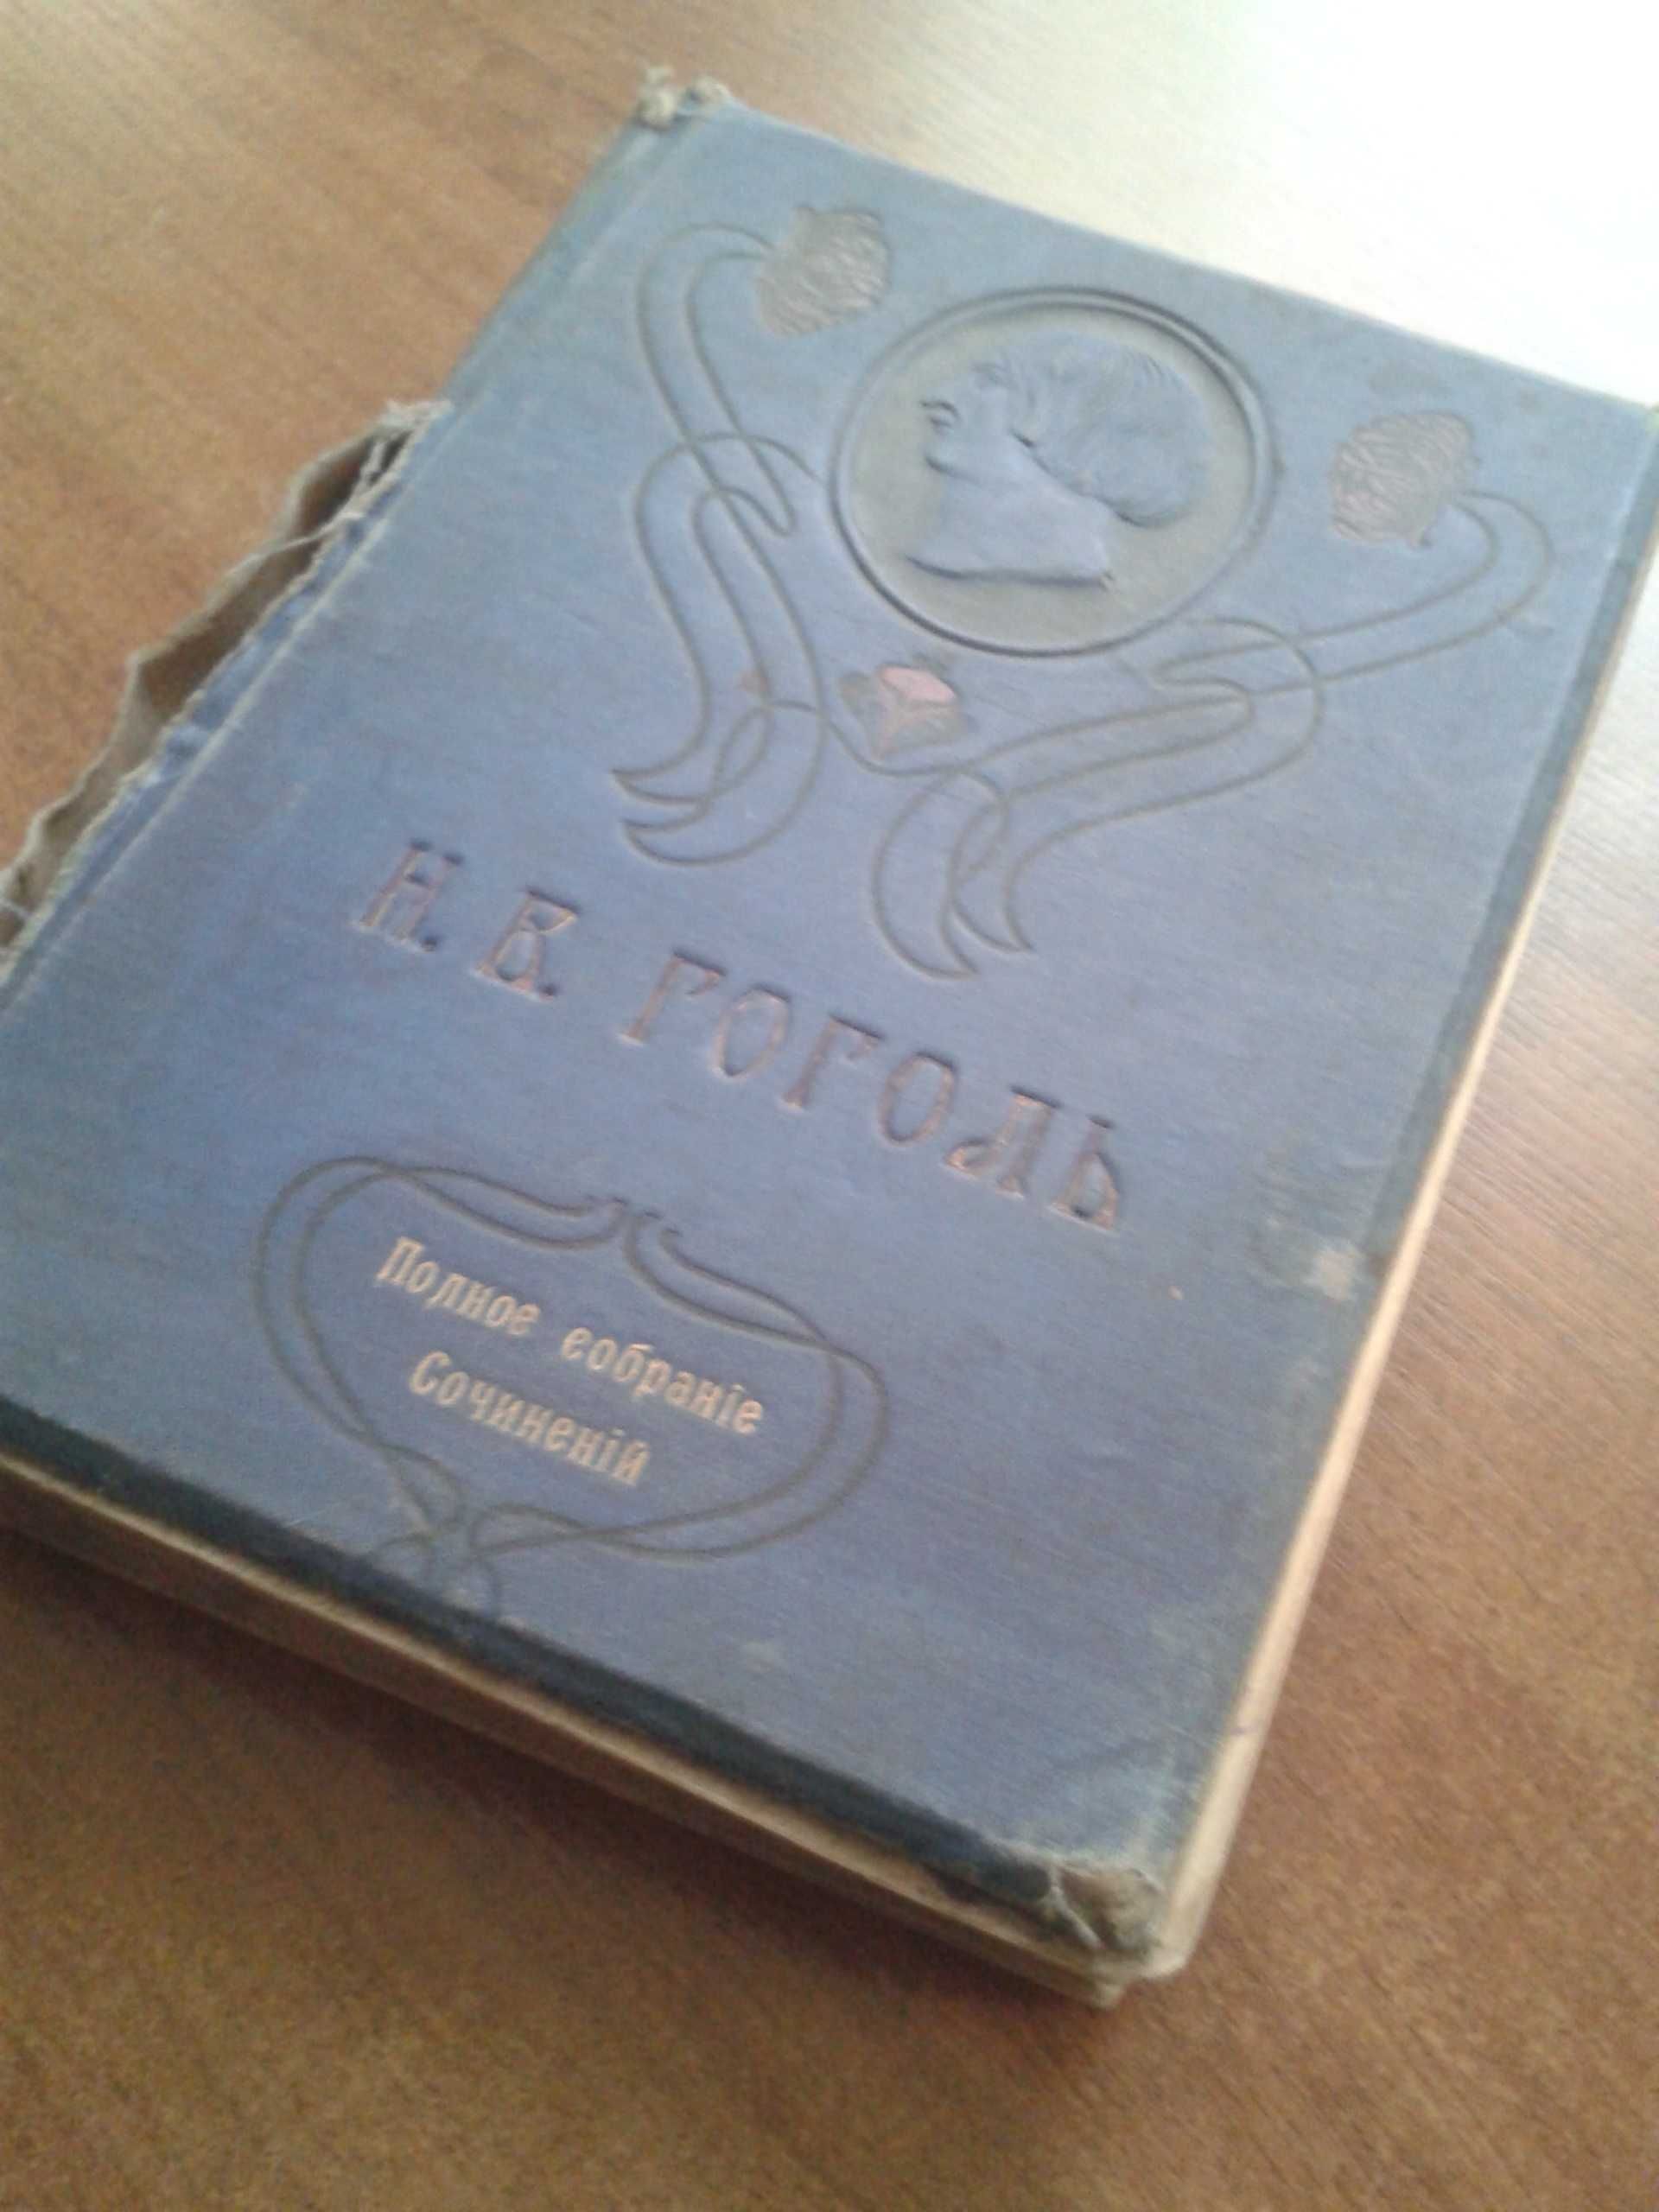 Н. В. ГОГОЛЬ
Полное собраніе
Сочиненій